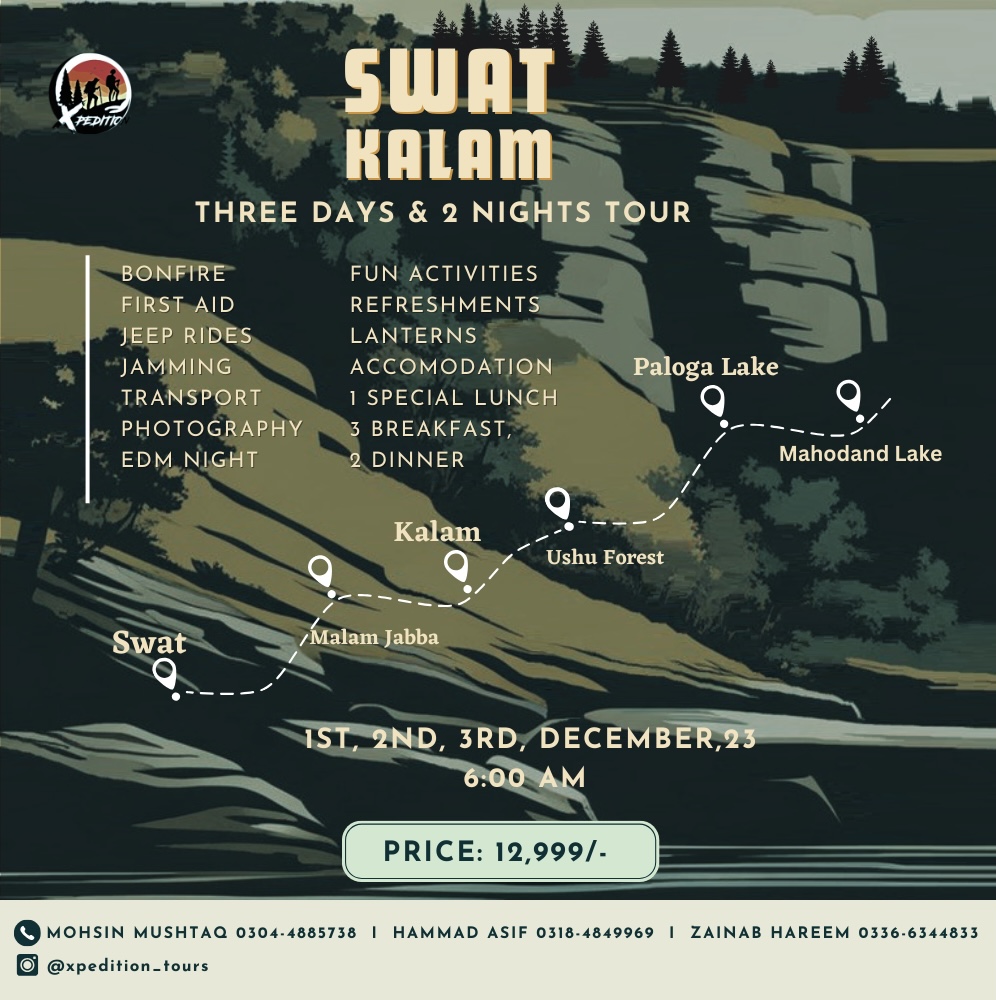 XPEDITIO
SWAT
KALAM
THREE DAYS & 2 NIGHTS TOUR
BONFIRE
FIRST AID
JEEP RIDES
JAMMING
TRANSPORT
PHOTOGRAPHY
EDM NIGHT
FUN ACTIVITIES
REFRESHMENTS
LANTERNS
ACCOMODATION
1 SPECIAL LUNCH
3 BREAKFAST,
2 DINNER
Paloga Lake
Mahodand Lake
Kalam
Ushu Forest
Malam Jabba
Swat
1ST, 2ND, 3RD, DECEMBER,23
6:00 AM
PRICE: 12,999/-
MOHSIN MUSHTAQ 0304-4885738 I HAMMAD ASIF 0318-4849969 I ZAINAB HAREEM 0336-6344833
@xpedition_tours